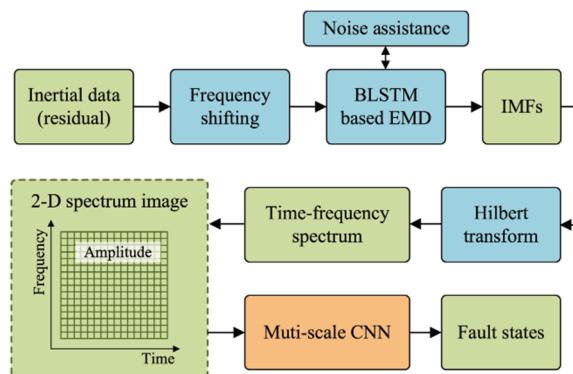 Noise assistance
Inertial data
(residual)
Frequency
shifting
BLSTM
based EMD
IMFs
2-D spectrum image
Frequency
Amplitude
Time
Time-frequency
spectrum
Hilbert
transform
Muti-scale CNN
Fault states